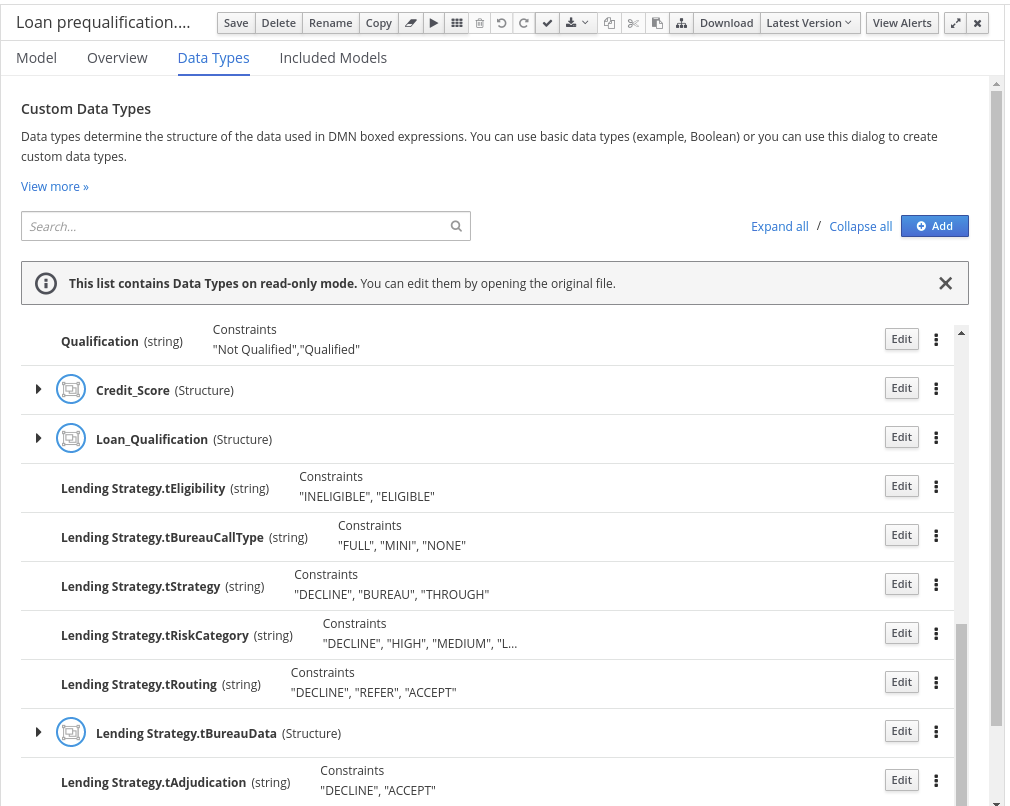 Loan prequalification.... Save Delete Rename Copy Download Latest Version View Alerts
Model Overview Data Types Included Models
Custom Data Types
Data types determine the structure of the data used in DMN boxed expressions. You can use basic data types (example, Boolean) or you can use this dialog to create
custom data types.
View more »
Search... Expand all / Collapse all Add
This list contains Data Types on read-only mode. You can edit them by opening the original file.
Qualification (string) Constraints Edit
"Not Qualified","Qualified"
Credit_Score (Structure) Edit
Loan_Qualification (Structure) Edit
Lending Strategy.tEligibility (string) Constraints Edit
"INELIGIBLE", "ELIGIBLE"
Lending Strategy.tBureauCallType (string) Constraints Edit
"FULL", "MINI", "NONE"
Lending Strategy.tStrategy (string) Constraints Edit
"DECLINE", "BUREAU", "THROUGH"
Lending Strategy.tRiskCategory (string) Constraints Edit
"DECLINE", "HIGH", "MEDIUM", "L...
Lending Strategy.tRouting (string) Constraints Edit
"DECLINE", "REFER", "ACCEPT"
Lending Strategy.tBureauData (Structure) Edit
Lending Strategy.tAdjudication (string) Constraints Edit
"DECLINE", "ACCEPT"